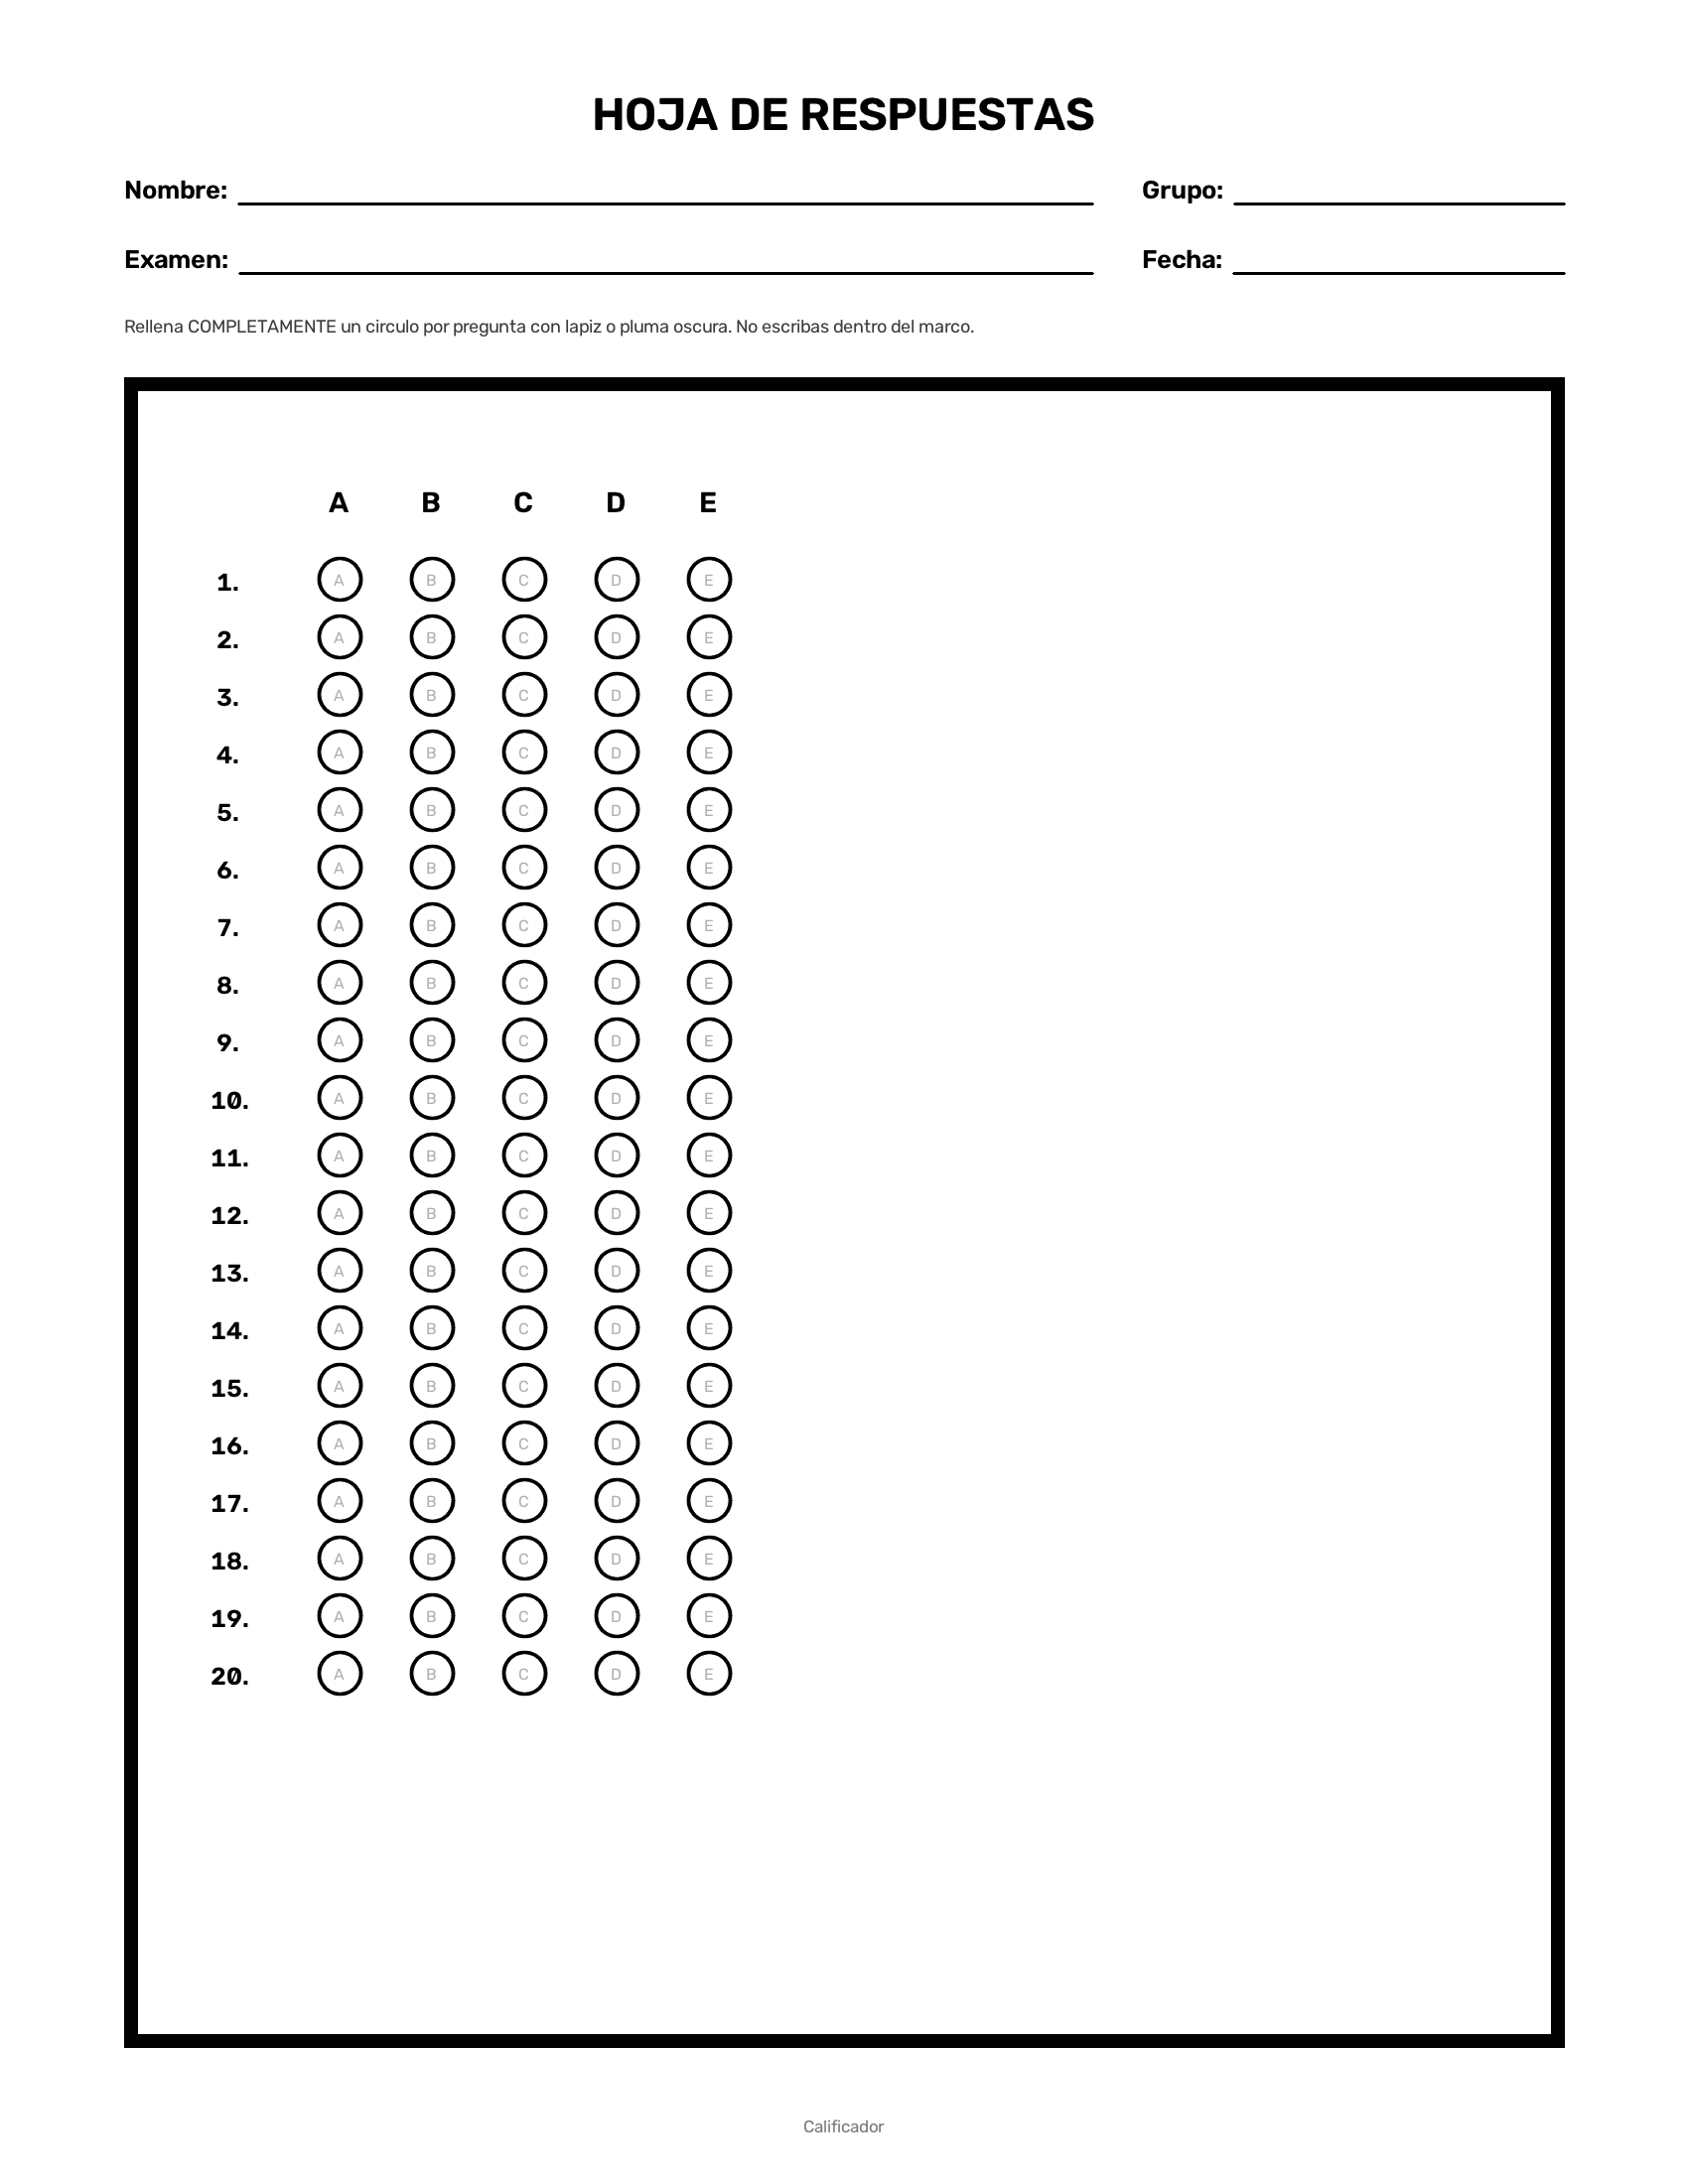 HOJA DE RESPUESTAS
Nombre: Grupo:
Examen: Fecha:
Rellena COMPLETAMENTE un circulo por pregunta con lapiz o pluma oscura. No escribas dentro del marco.
A B C D E
1. A B C D E
2. A B C D E
3. A B C D E
4. A B C D E
5. A B C D E
6. A B C D E
7. A B C D E
8. A B C D E
9. A B C D E
10. A B C D E
11. A B C D E
12. A B C D E
13. A B C D E
14. A B C D E
15. A B C D E
16. A B C D E
17. A B C D E
18. A B C D E
19. A B C D E
20. A B C D E
Calificador